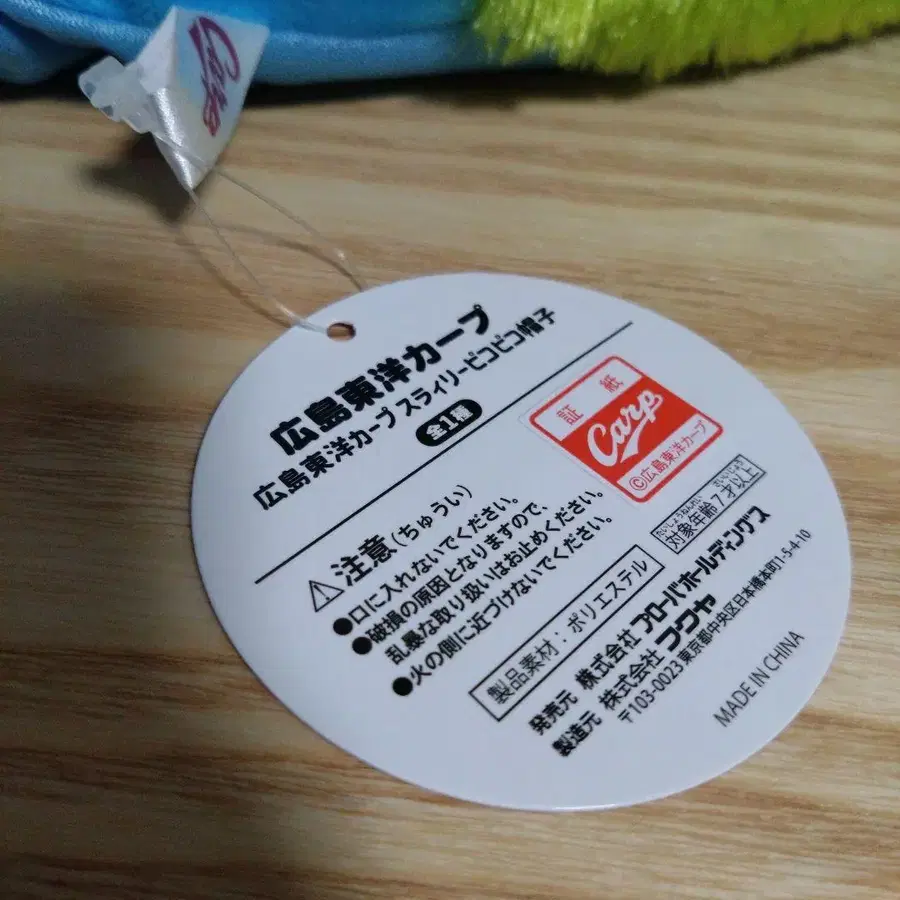 Carp
広島東洋カープ
広島東洋カープ スライリーピコピコ帽子
全1種
証紙
Carp
©広島東洋カープ
⚠注意(ちゅうい)
●口に入れないでください。
●破損の原因となりますので、
乱暴な取り扱いはお止めください。
●火の側に近づけないでください。
たいしょうねんれい さいいじょう
対象年齢7才以上
製品素材：ポリエステル
発売元 株式会社 フローバホールディングス
製造元 株式会社 フクヤ
〒103-0023 東京都中央区日本橋本町1-5-4-10
MADE IN CHINA